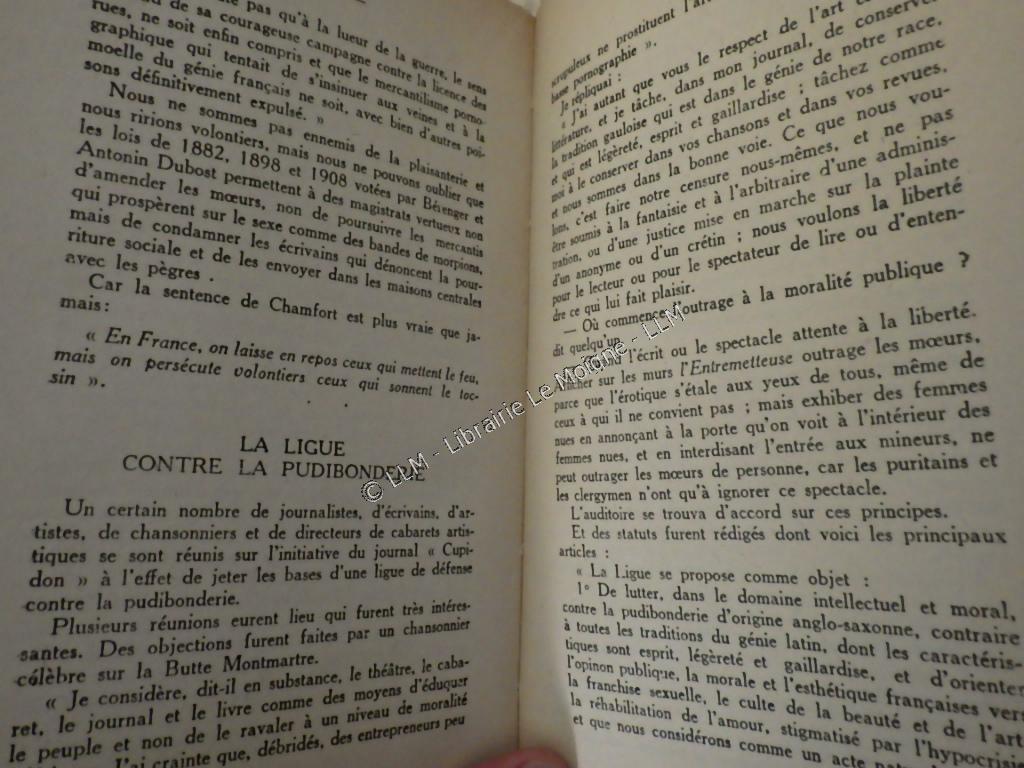 pas qu'à la lueur de la guerre, le sens
de sa courageuse campagne contre la licence des
rues, ne soit enfin compris et que le mercantilisme porno-
graphique qui tentait de s'insinuer aux veines et à la
moelle du génie français ne soit, avec bien d'autres poi-
sons définitivement expulsé. »
Nous ne sommes pas ennemis de la plaisanterie et
nous ririons volontiers, mais nous ne pouvons oublier que
les lois de 1882, 1898 et 1908 votées par Bérenger et
Antonin Dubost permettent à des magistrats vertueux non
d'amender les mœurs, non de poursuivre les mercantis
qui prospèrent sur le sexe comme des bandes de morpions,
mais de condamner les écrivains qui dénoncent la pour-
riture sociale et de les envoyer dans les maisons centrales
avec les pègres .
Car la sentence de Chamfort est plus vraie que ja-
mais :
« En France, on laisse en repos ceux qui mettent le feu,
mais on persécute volontiers ceux qui sonnent le toc-
sin ».
LA LIGUE
CONTRE LA PUDIBONDERIE
Un certain nombre de journalistes, d'écrivains, d'ar-
tistes, de chansonniers et de directeurs de cabarets artis-
tiques se sont réunis sur l'initiative du journal « Cupi-
don » à l'effet de jeter les bases d'une ligue de défense
contre la pudibonderie.
Plusieurs réunions eurent lieu qui furent très intéres-
santes. Des objections furent faites par un chansonnier
célèbre sur la Butte Montmartre.
« Je considère, dit-il en substance, le théâtre, le caba-
ret, le journal et le livre comme des moyens d'éduquer
le peuple et non de le ravaler à un niveau de moralité
J'ai crainte que, débridés, des entrepreneurs peu
scrupuleux ne prostituent l'art
basse pornographie ».
Je répliquai :
« J'ai autant que vous le respect de l'art
littérature, et je tâche, dans mon journal, de conserver
la tradition gauloise qui est dans le génie de notre race,
et qui est légèreté, esprit et gaillardise ; tâchez comme
moi à le conserver dans vos chansons et dans vos revues,
et nous sommes dans la bonne voie. Ce que nous vou-
lons, c'est faire notre censure nous-mêmes, et ne pas
être soumis à la fantaisie et à l'arbitraire d'une adminis-
tration, ou d'une justice mise en marche sur la plainte
d'un anonyme ou d'un crétin ; nous voulons la liberté
pour le lecteur ou pour le spectateur de lire ou d'enten-
dre ce qui lui fait plaisir.
— Où commence l'outrage à la moralité publique ?
dit quelqu'un.
l'écrit ou le spectacle attente à la liberté.
Afficher sur les murs l'Entremetteuse outrage les mœurs,
parce que l'érotique s'étale aux yeux de tous, même de
ceux à qui il ne convient pas ; mais exhiber des femmes
nues en annonçant à la porte qu'on voit à l'intérieur des
femmes nues, et en interdisant l'entrée aux mineurs, ne
peut outrager les mœurs de personne, car les puritains et
les clergymen n'ont qu'à ignorer ce spectacle.
L'auditoire se trouva d'accord sur ces principes.
Et des statuts furent rédigés dont voici les principaux
articles :
« La Ligue se propose comme objet :
1° De lutter, dans le domaine intellectuel et moral,
contre la pudibonderie d'origine anglo-saxonne, contraire
à toutes les traditions du génie latin, dont les caractéris-
tiques sont esprit, légèreté et gaillardise, et d'orienter
l'opinion publique, la morale et l'esthétique françaises vers
la franchise sexuelle, le culte de la beauté et de l'art
la réhabilitation de l'amour, stigmatisé par l'hypocrisie
et que nous considérons comme un acte
© LLM - Librairie Le Moigne - LLM